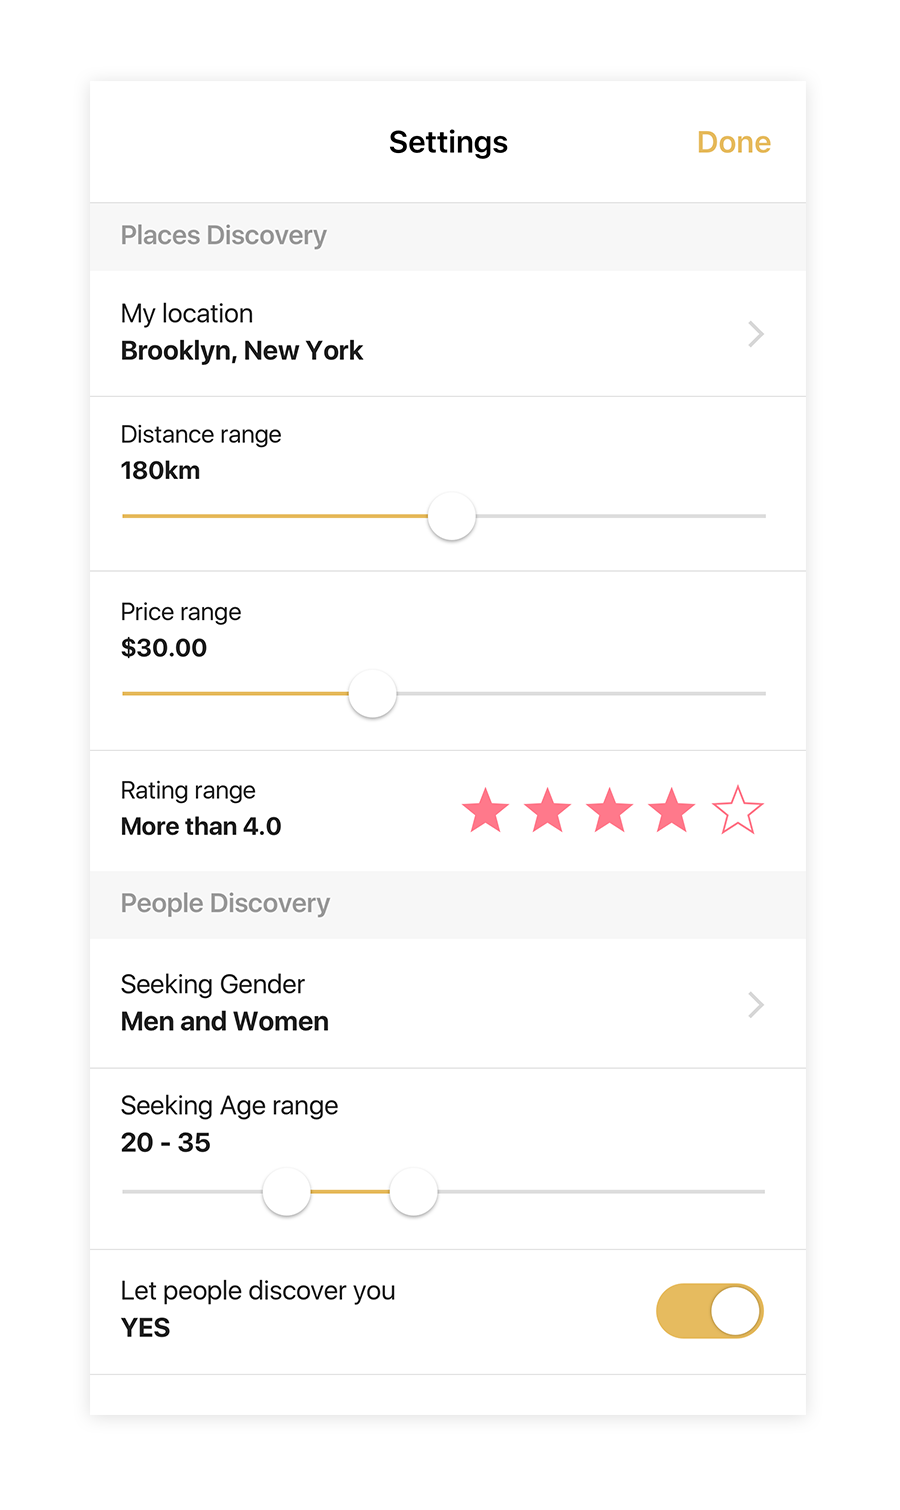 Settings
Done
Places Discovery
My location
Brooklyn, New York
Distance range
180km
Price range
$30.00
Rating range
More than 4.0
People Discovery
Seeking Gender
Men and Women
Seeking Age range
20 - 35
Let people discover you
YES